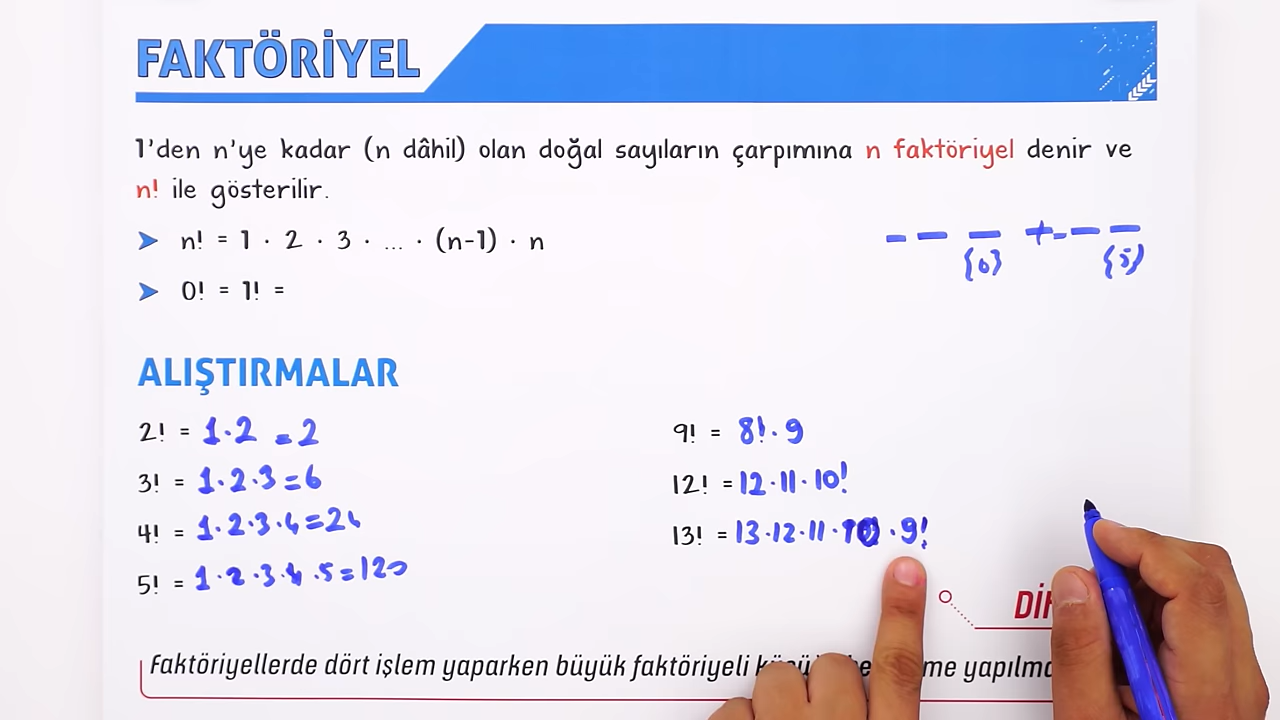 FAKTÖRİYEL
1'den n'ye kadar (n dâhil) olan doğal sayıların çarpımına n faktöriyel denir ve
n! ile gösterilir.
➤ n! = 1 · 2 · 3 · ... · (n-1) · n
➤ 0! = 1! =
_ _ _ + _ _ _
{0} {5}
ALIŞTIRMALAR
2! = 1·2 = 2
3! = 1·2·3 = 6
4! = 1·2·3·4 = 24
5! = 1·2·3·4·5 = 120
9! = 8!·9
12! = 12·11·10!
13! = 13·12·11·10·9!
Faktöriyellerde dört işlem yaparken büyük faktöriyeli